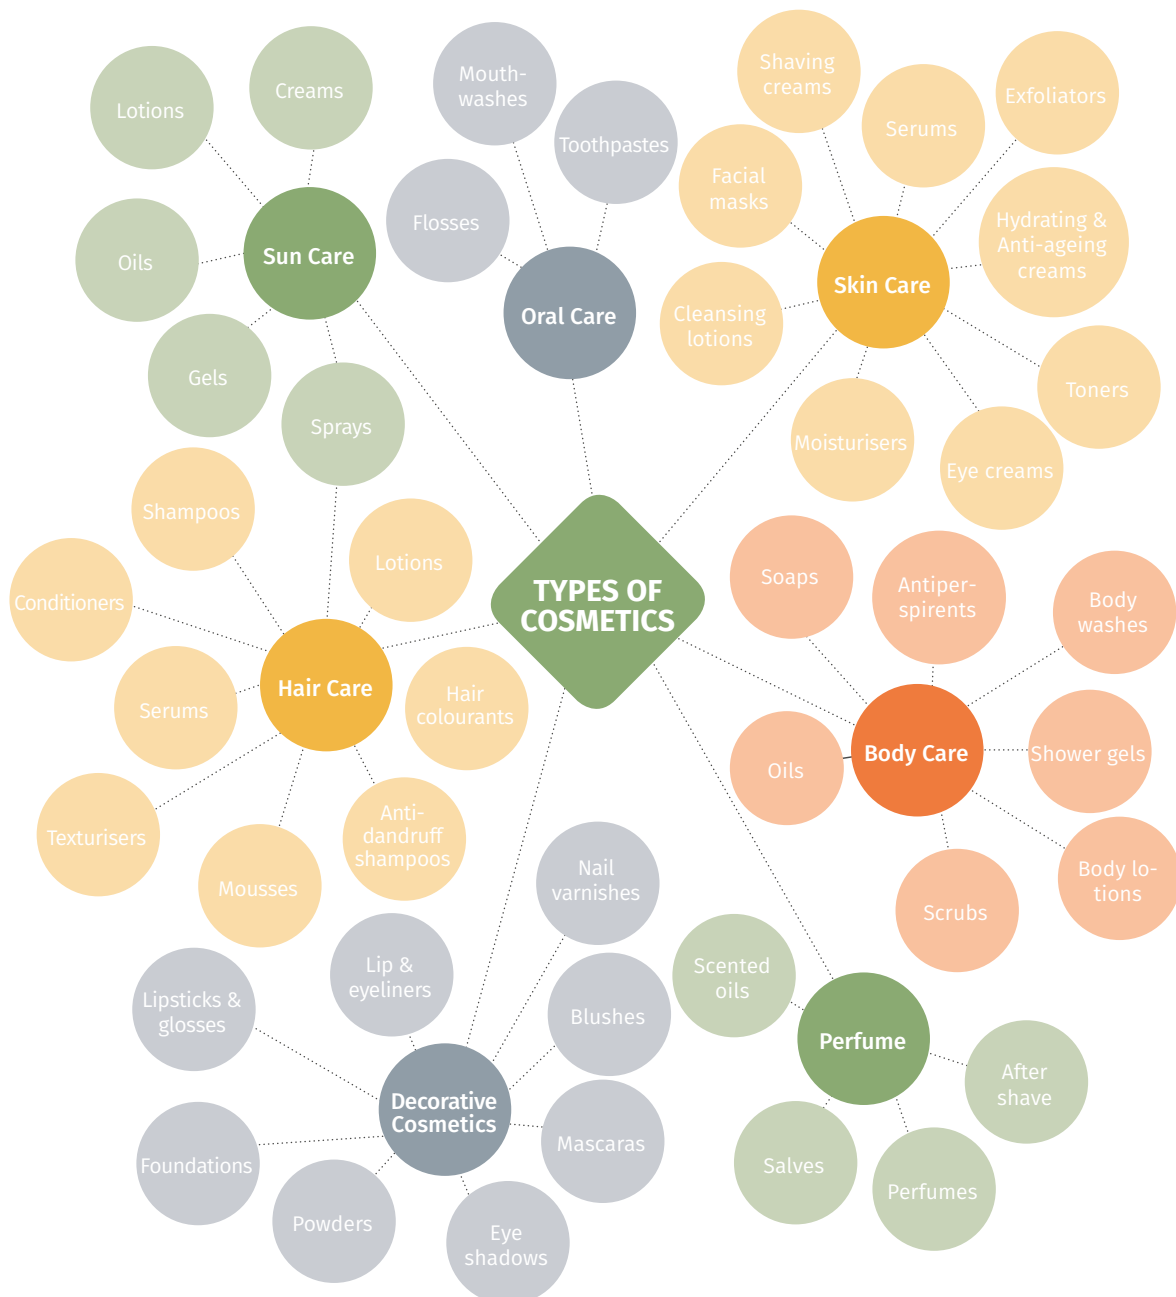 TYPES OF
COSMETICS
Sun Care
Lotions
Creams
Oils
Gels
Sprays
Oral Care
Mouth-
washes
Toothpastes
Flosses
Skin Care
Shaving
creams
Serums
Exfoliators
Facial
masks
Hydrating &
Anti-ageing
creams
Cleansing
lotions
Toners
Moisturisers
Eye creams
Hair Care
Shampoos
Lotions
Conditioners
Serums
Hair
colourants
Texturisers
Mousses
Anti-
dandruff
shampoos
Body Care
Soaps
Antiper-
spirents
Body
washes
Oils
Shower gels
Body lo-
tions
Scrubs
Decorative
Cosmetics
Nail
varnishes
Lip &
eyeliners
Lipsticks &
glosses
Blushes
Mascaras
Foundations
Powders
Eye
shadows
Perfume
Scented
oils
After
shave
Salves
Perfumes